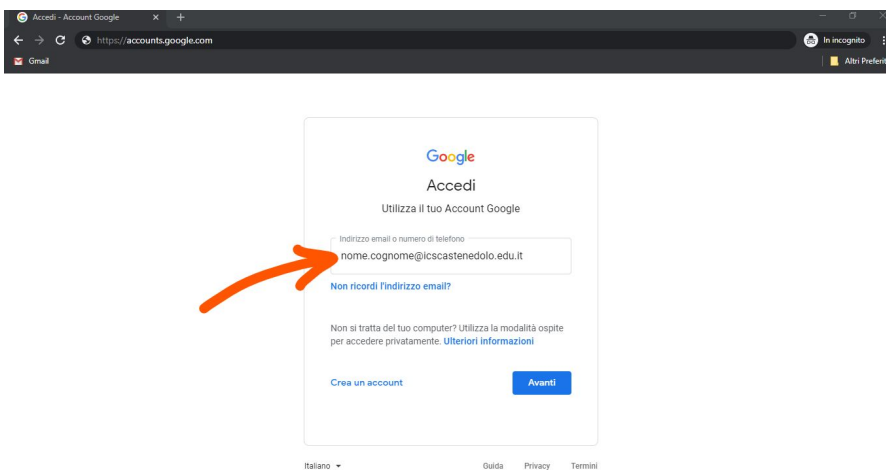 Accedi - Account Google
https://accounts.google.com
In incognito
Gmail
Altri Preferit
Google
Accedi
Utilizza il tuo Account Google
Indirizzo email o numero di telefono
nome.cognome@icscastenedolo.edu.it
Non ricordi l'indirizzo email?
Non si tratta del tuo computer? Utilizza la modalità ospite
per accedere privatamente. Ulteriori informazioni
Crea un account
Avanti
Italiano
Guida Privacy Termini